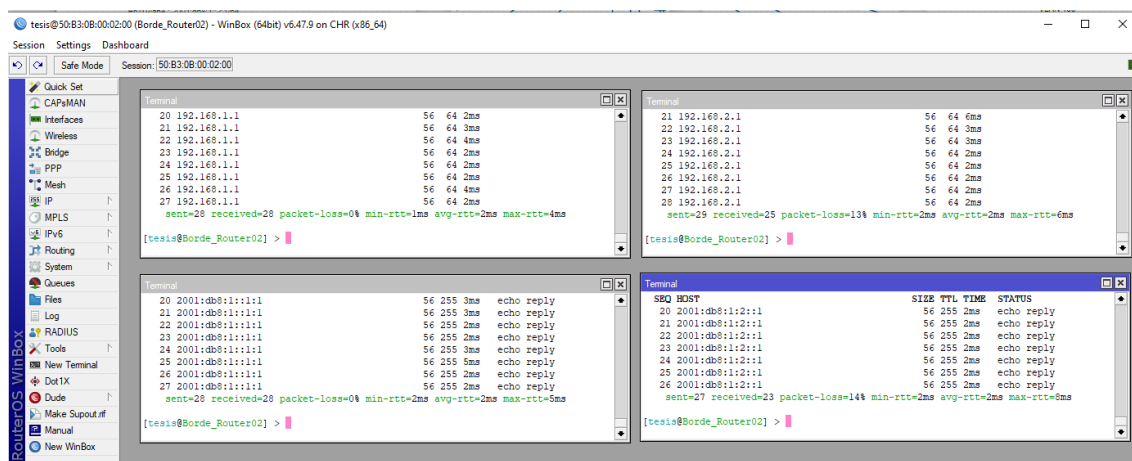 tesis@50:B3:0B:00:02:00 (Borde_Router02) - WinBox (64bit) v6.47.9 on CHR (x86_64)
Session Settings Dashboard
Safe Mode Session: 50:B3:0B:00:02:00
Quick Set
CAPsMAN
Interfaces
Wireless
Bridge
PPP
Mesh
IP
MPLS
IPv6
Routing
System
Queues
Files
Log
RADIUS
Tools
New Terminal
Dot1X
Dude
Make Supout.rif
Manual
New WinBox
RouterOS WinBox
Terminal
20 192.168.1.1 56 64 2ms
21 192.168.1.1 56 64 3ms
22 192.168.1.1 56 64 4ms
23 192.168.1.1 56 64 2ms
24 192.168.1.1 56 64 2ms
25 192.168.1.1 56 64 2ms
26 192.168.1.1 56 64 4ms
27 192.168.1.1 56 64 2ms
sent=28 received=28 packet-loss=0% min-rtt=1ms avg-rtt=2ms max-rtt=4ms
[tesis@Borde_Router02] >
Terminal
21 192.168.2.1 56 64 6ms
22 192.168.2.1 56 64 3ms
23 192.168.2.1 56 64 3ms
24 192.168.2.1 56 64 2ms
25 192.168.2.1 56 64 2ms
26 192.168.2.1 56 64 2ms
27 192.168.2.1 56 64 2ms
28 192.168.2.1 56 64 2ms
sent=29 received=25 packet-loss=13% min-rtt=2ms avg-rtt=2ms max-rtt=6ms
[tesis@Borde_Router02] >
Terminal
20 2001:db8:1::1:1 56 255 3ms echo reply
21 2001:db8:1::1:1 56 255 3ms echo reply
22 2001:db8:1::1:1 56 255 2ms echo reply
23 2001:db8:1::1:1 56 255 2ms echo reply
24 2001:db8:1::1:1 56 255 3ms echo reply
25 2001:db8:1::1:1 56 255 5ms echo reply
26 2001:db8:1::1:1 56 255 2ms echo reply
27 2001:db8:1::1:1 56 255 2ms echo reply
sent=28 received=28 packet-loss=0% min-rtt=2ms avg-rtt=2ms max-rtt=5ms
[tesis@Borde_Router02] >
Terminal
SEQ HOST SIZE TTL TIME STATUS
20 2001:db8:1:2::1 56 255 2ms echo reply
21 2001:db8:1:2::1 56 255 2ms echo reply
22 2001:db8:1:2::1 56 255 2ms echo reply
23 2001:db8:1:2::1 56 255 2ms echo reply
24 2001:db8:1:2::1 56 255 2ms echo reply
25 2001:db8:1:2::1 56 255 2ms echo reply
26 2001:db8:1:2::1 56 255 2ms echo reply
sent=27 received=23 packet-loss=14% min-rtt=2ms avg-rtt=2ms max-rtt=8ms
[tesis@Borde_Router02] >